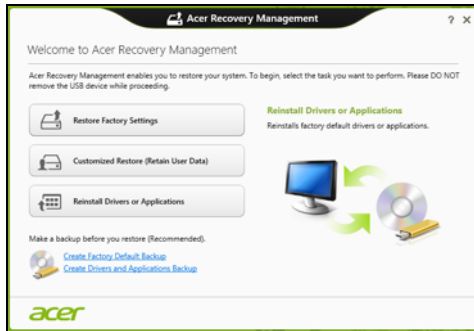 Acer Recovery Management
? X
Welcome to Acer Recovery Management
Acer Recovery Management enables you to restore your system. To begin, select the task you want to perform. Please DO NOT
remove the USB device while proceeding.
Restore Factory Settings
Customized Restore (Retain User Data)
Reinstall Drivers or Applications
Reinstall Drivers or Applications
Reinstalls factory default drivers or applications.
Make a backup before you restore (Recommended).
Create Factory Default Backup
Create Drivers and Applications Backup
acer